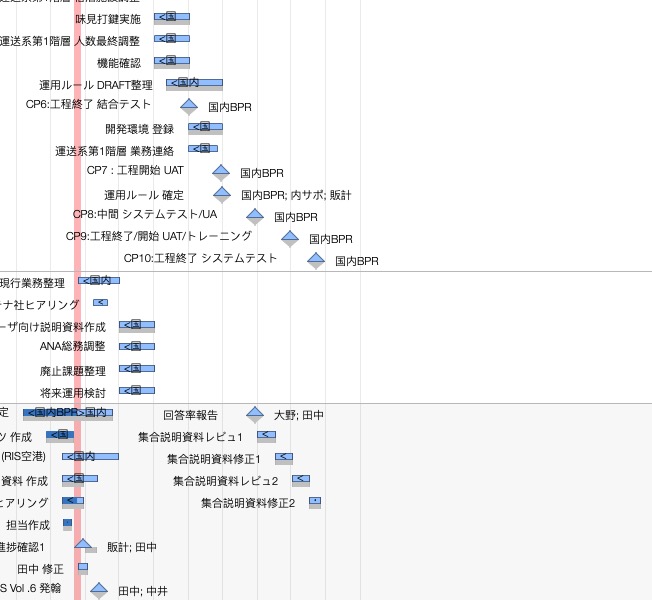 味見打鍵実施 <国
運送系第1階層 人数最終調整 <国
機能確認 <国
運用ルール DRAFT整理 <国内
CP6:工程終了 結合テスト 国内BPR
開発環境 登録 <国
運送系第1階層 業務連絡 <国
CP7 : 工程開始 UAT 国内BPR
運用ルール 確定 国内BPR; 内サポ; 販計
CP8:中間 システムテスト/UA 国内BPR
CP9:工程終了/開始 UAT/トレーニング 国内BPR
CP10:工程終了 システムテスト 国内BPR
現行業務整理 <国内
ナ社ヒアリング <
ーザ向け説明資料作成 <国
ANA総務調整 <国
廃止課題整理 <国
将来運用検討 <国
定 <国内BPR>国内 回答率報告 大野; 田中
ツ 作成 <国 集合説明資料レビュ1 <
(RIS空港) <国内 集合説明資料修正1 <
資料 作成 <国 集合説明資料レビュ2 <
ヒアリング < 集合説明資料修正2
担当作成
進捗確認1 販計; 田中
田中 修正
S Vol .6 発翰 田中; 中井